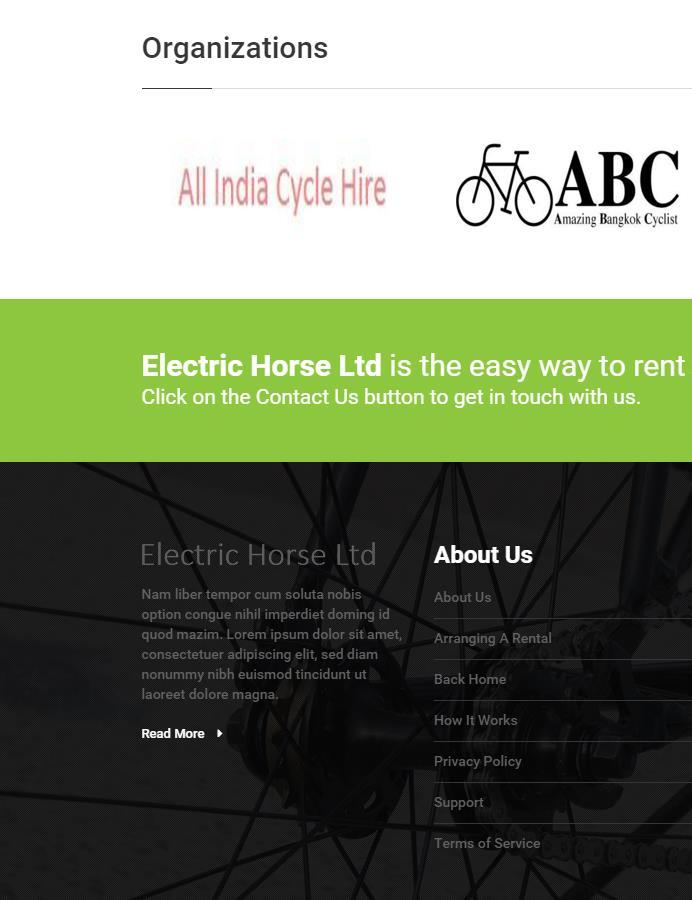 Organizations
All India Cycle Hire
ABC
Amazing Bangkok Cyclist
Electric Horse Ltd is the easy way to rent
Click on the Contact Us button to get in touch with us.
Electric Horse Ltd
Nam liber tempor cum soluta nobis
option congue nihil imperdiet doming id
quod mazim. Lorem ipsum dolor sit amet,
consectetuer adipiscing elit, sed diam
nonummy nibh euismod tincidunt ut
laoreet dolore magna.
Read More
About Us
About Us
Arranging A Rental
Back Home
How It Works
Privacy Policy
Support
Terms of Service